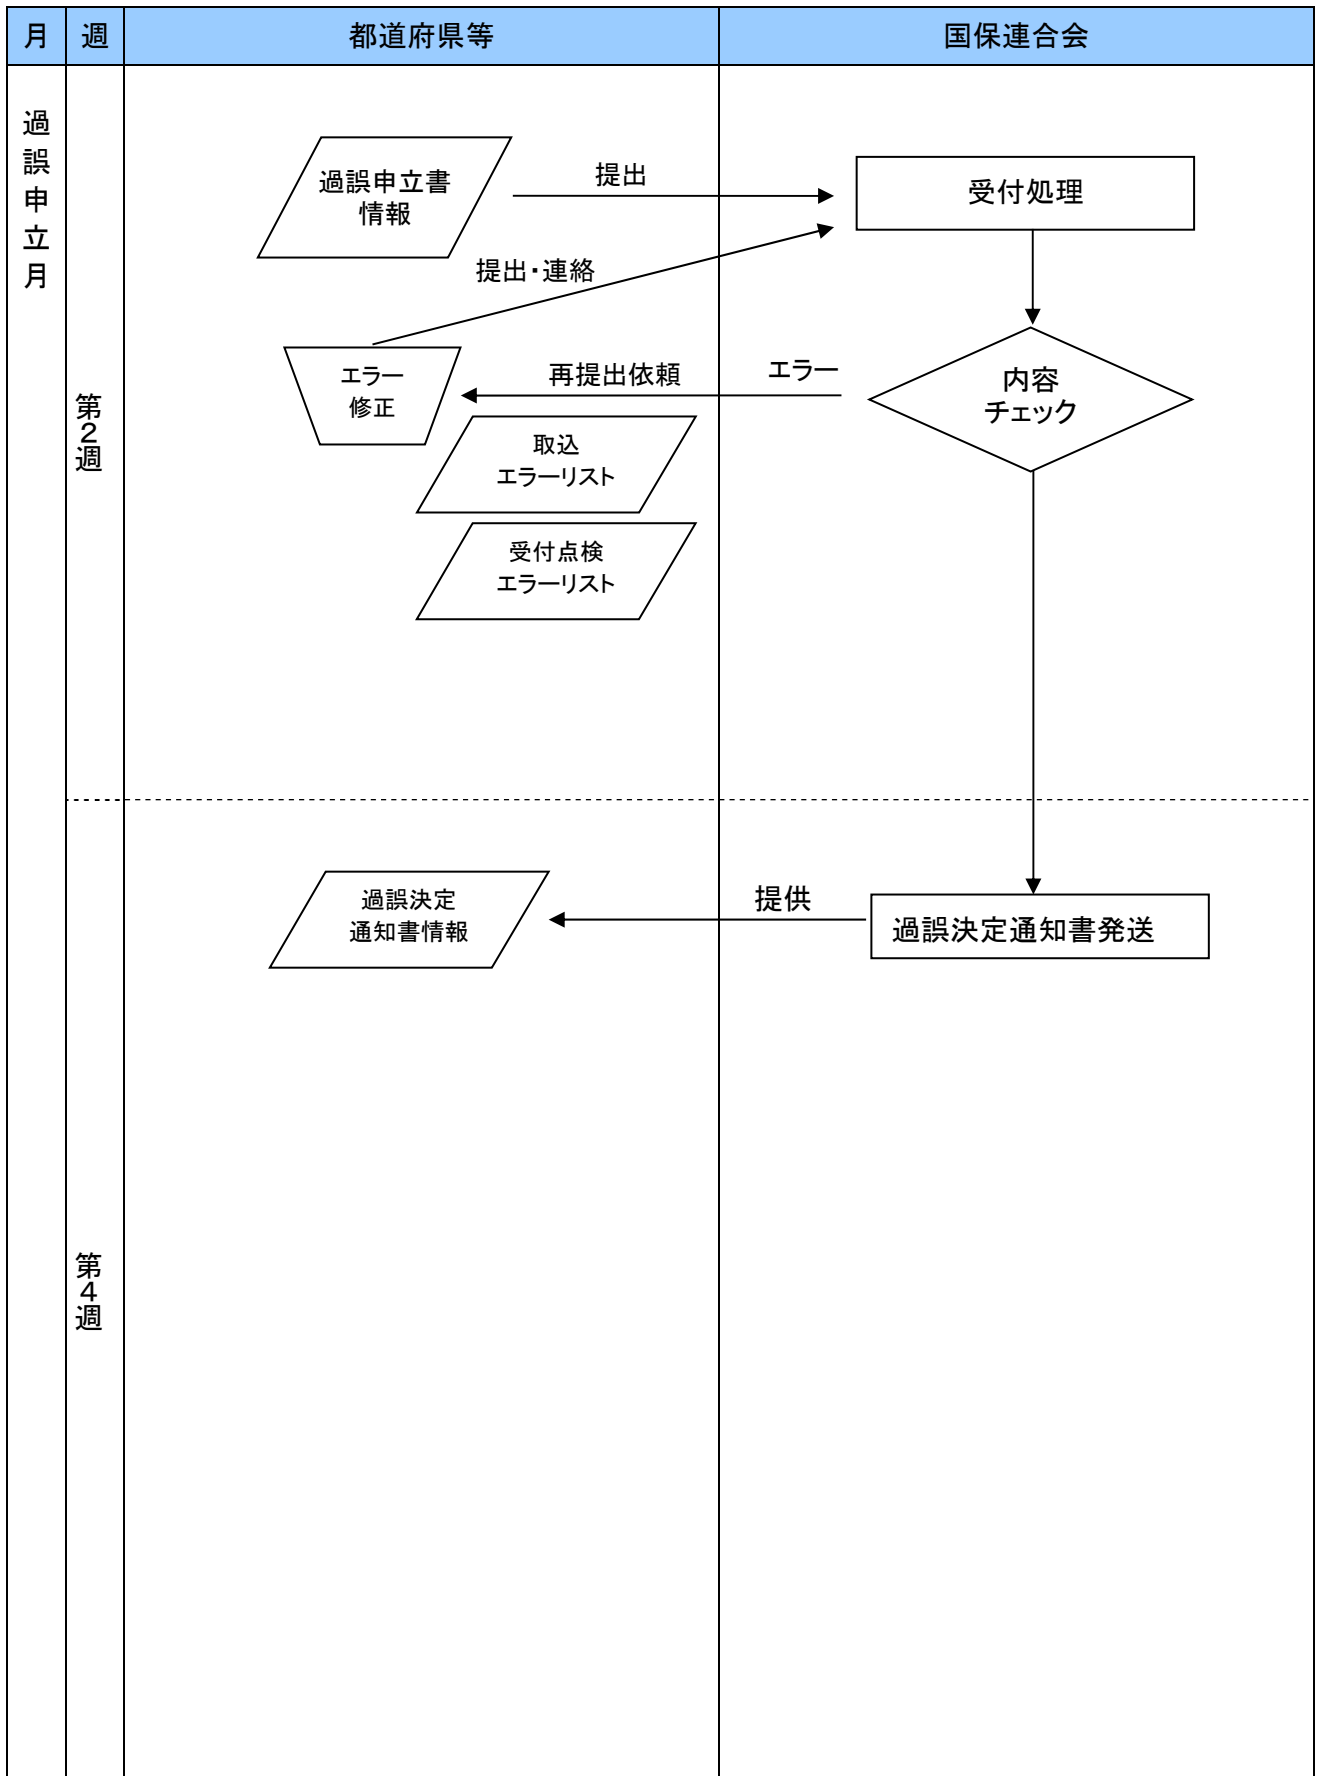 月
週
都道府県等
国保連合会
過誤申立月
過誤申立書
情報
提出
受付処理
提出・連絡
エラー
修正
再提出依頼
エラー
内容
チェック
第2週
取込
エラーリスト
受付点検
エラーリスト
過誤決定
通知書情報
提供
過誤決定通知書発送
第4週